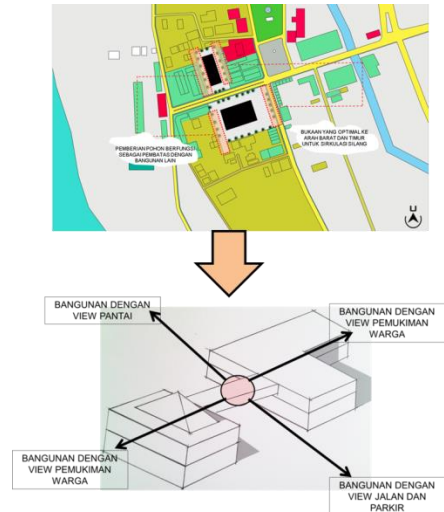 PEMBERIAN POHON BERFUNGSI
SEBAGAI PEMBATAS DENGAN
BANGUNAN LAIN
BUKAAN YANG OPTIMAL KE
ARAH BARAT DAN TIMUR
UNTUK SIRKULASI SILANG
U
BANGUNAN DENGAN
VIEW PANTAI
BANGUNAN DENGAN
VIEW PEMUKIMAN
WARGA
BANGUNAN DENGAN
VIEW PEMUKIMAN
WARGA
BANGUNAN DENGAN
VIEW JALAN DAN
PARKIR